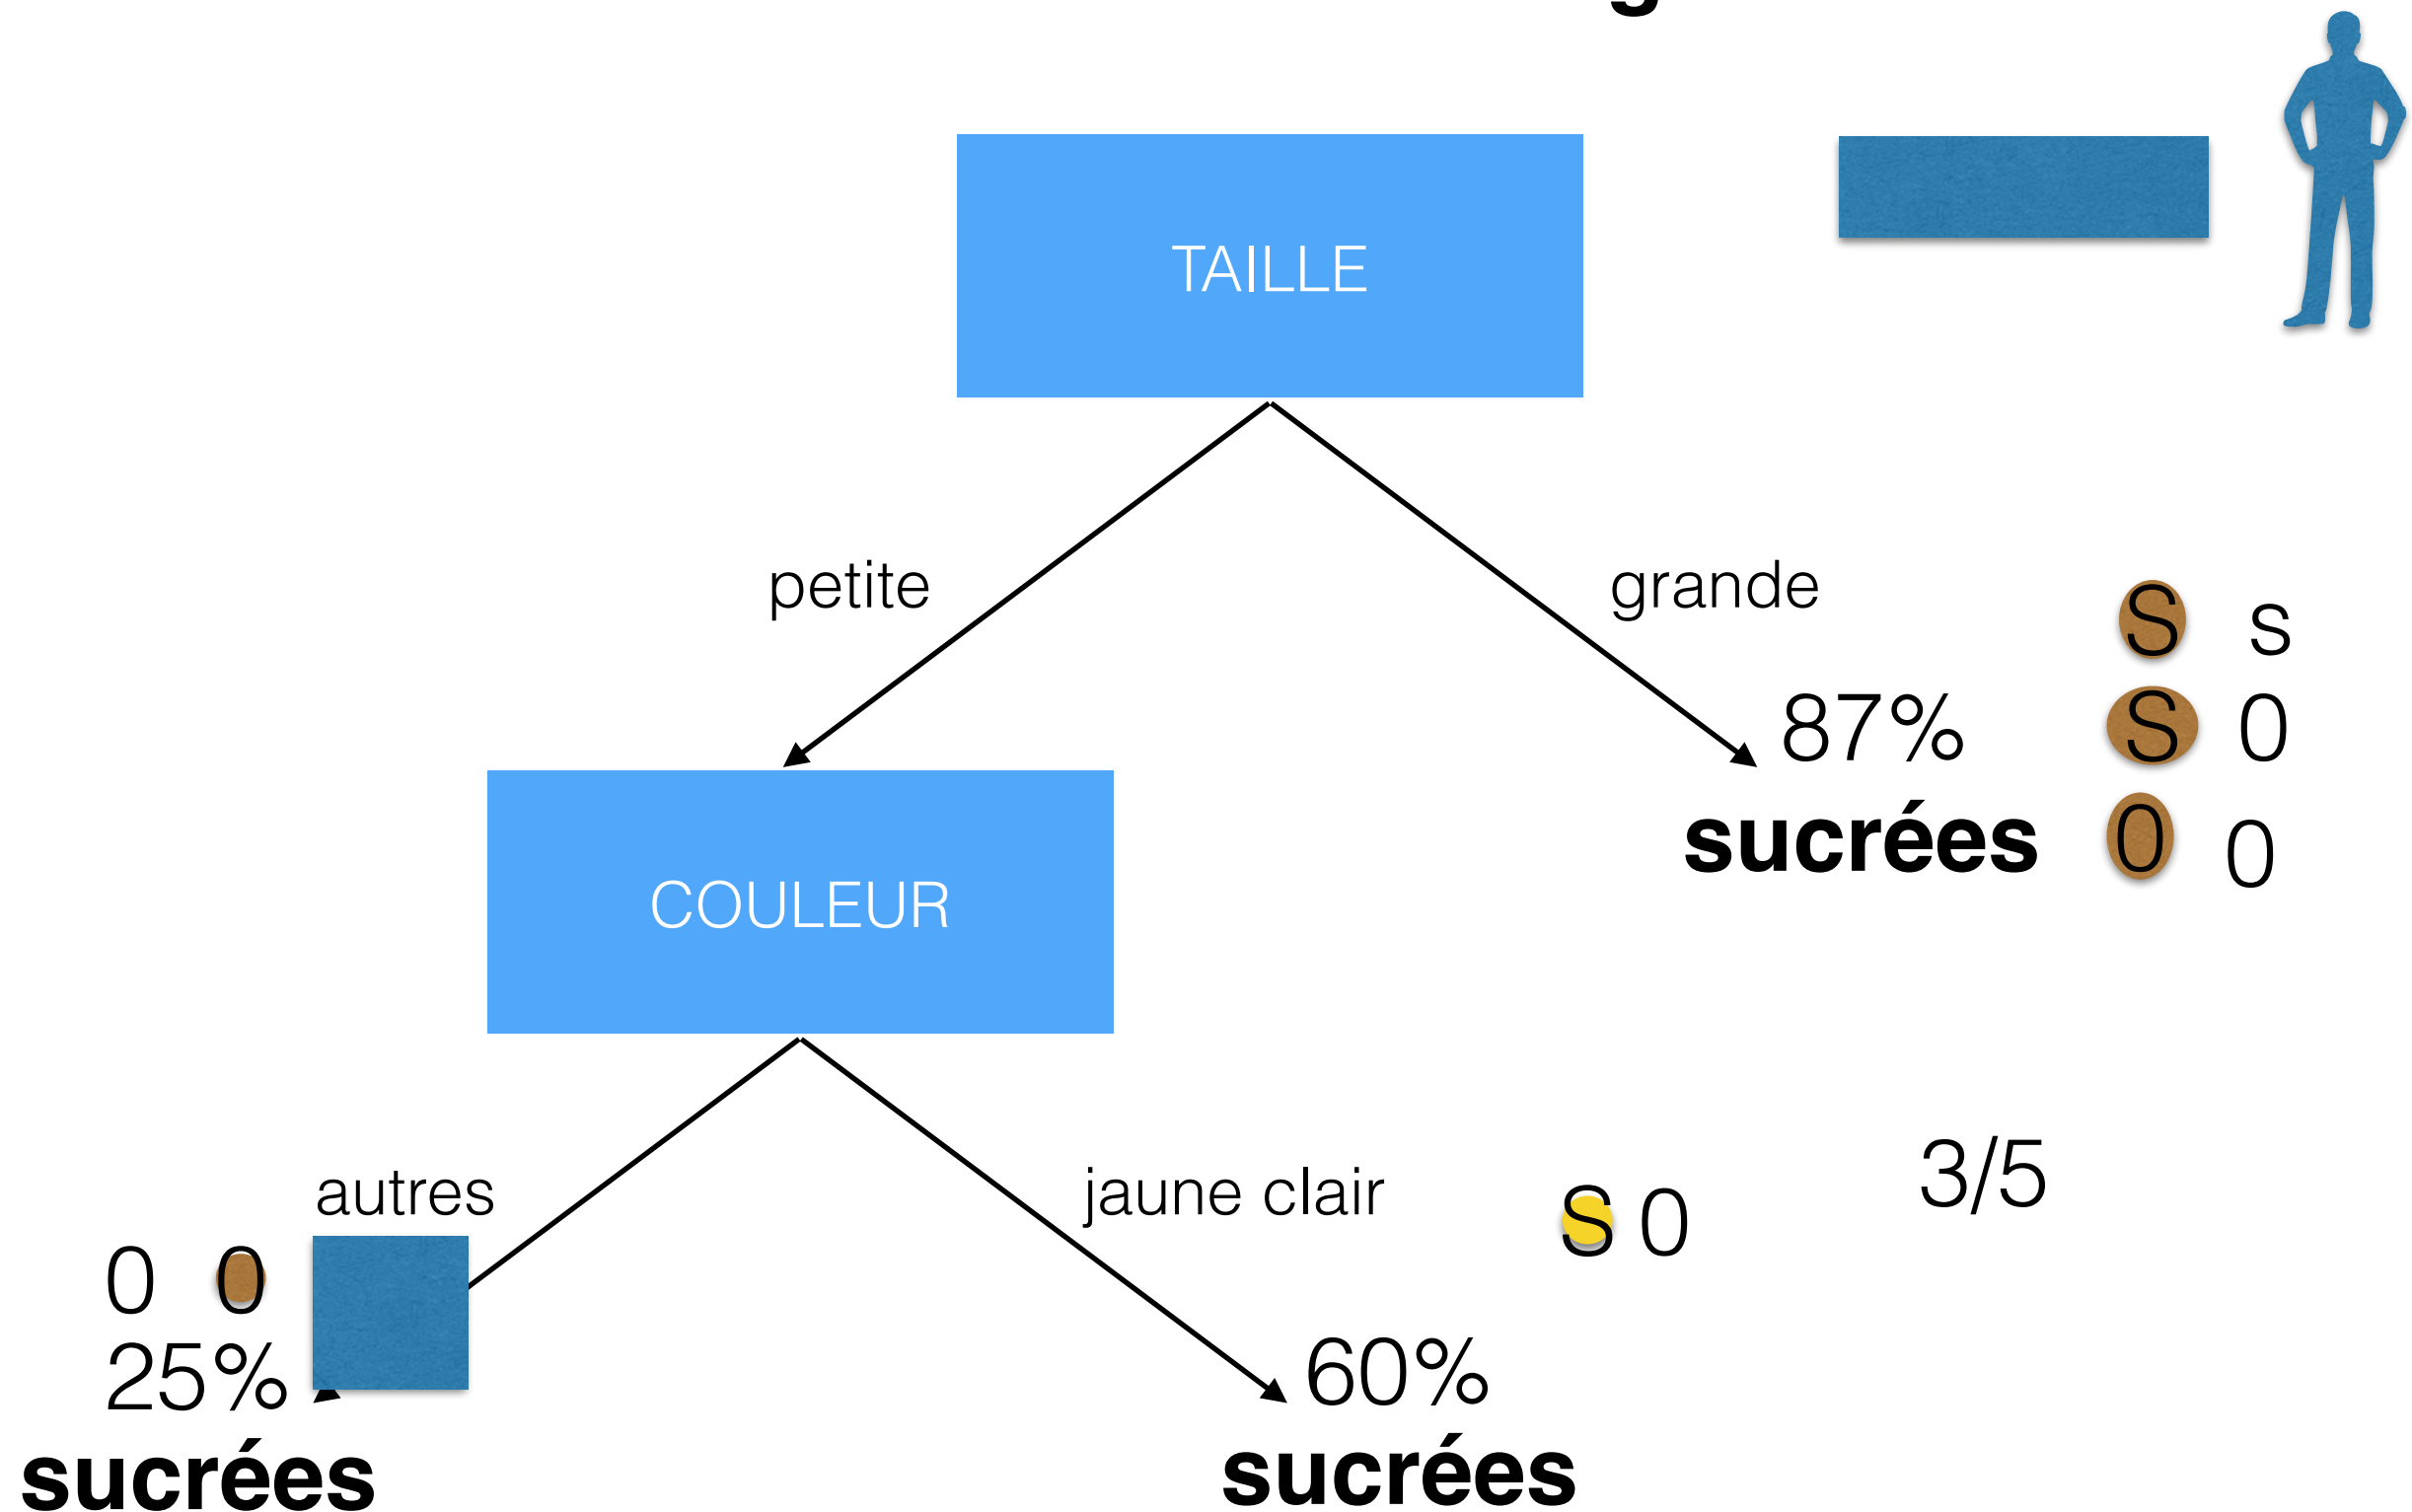 g
TAILLE
petite
grande
S s
87% S 0
sucrées 0 0
COULEUR
autres
jaune clair
S 0
3/5
0 0
25%
60%
sucrées
sucrées